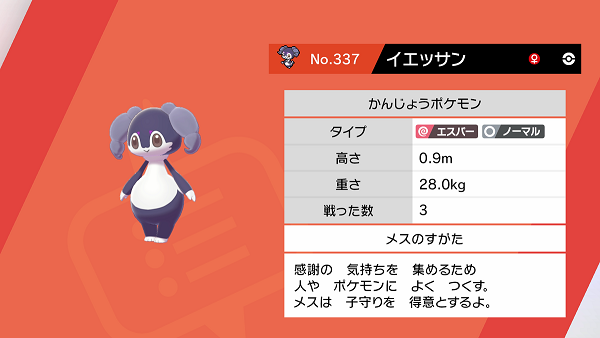 No.337 イエッサン ♀
かんじょうポケモン
タイプ エスパー ノーマル
高さ 0.9m
重さ 28.0kg
戦った数 3
メスのすがた
感謝の 気持ちを 集めるため
人や ポケモンに よく つくす。
メスは 子守りを 得意とするよ。